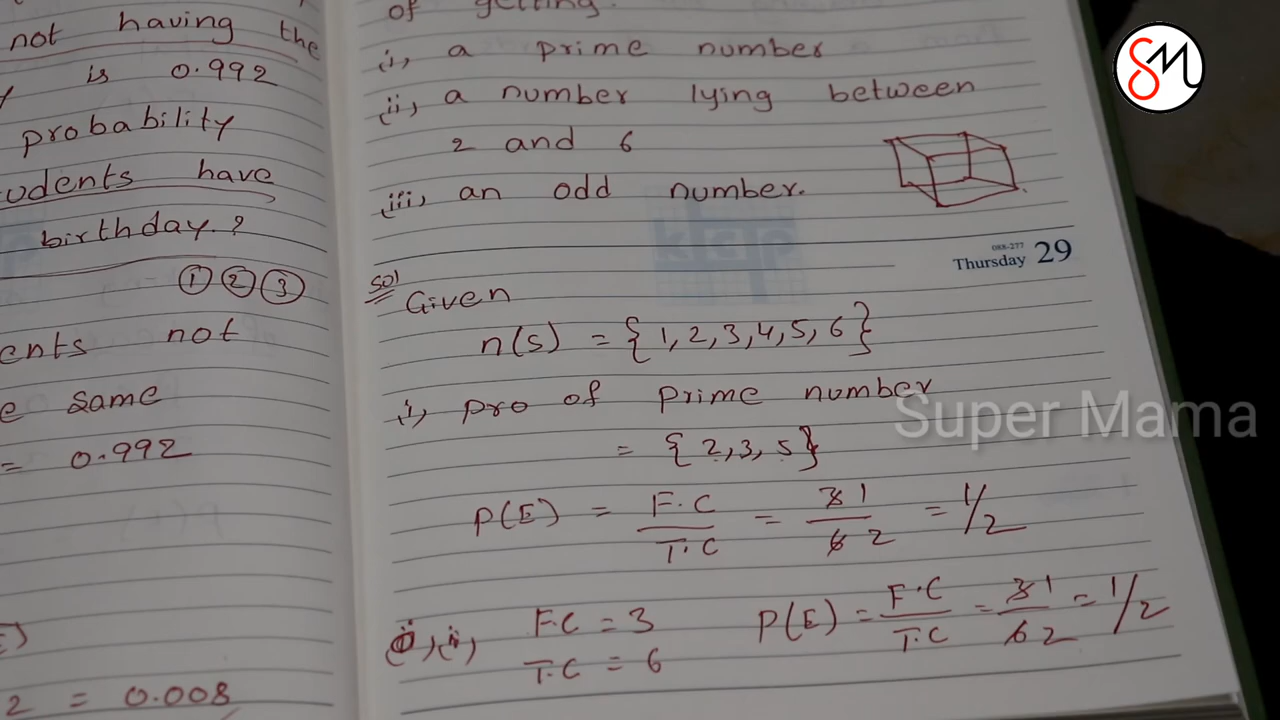 not having the
is 0.992
probability
udents have
birthday.?
① ② ③
ents not
e same
= 0.992
2 = 0.008
of getting.
(i), a prime number
(ii), a number lying between
2 and 6
(iii), an odd number.
088-277
Thursday 29
Sol
Given
n(s) = {1,2,3,4,5,6}
(i), pro of prime number
= {2,3,5}
P(E) = F.C/T.C = 3 1/6 2 = 1/2
(ii), F.C = 3
T.C = 6
P(E) = F.C/T.C = 3 1/6 2 = 1/2
SM
Super Mama